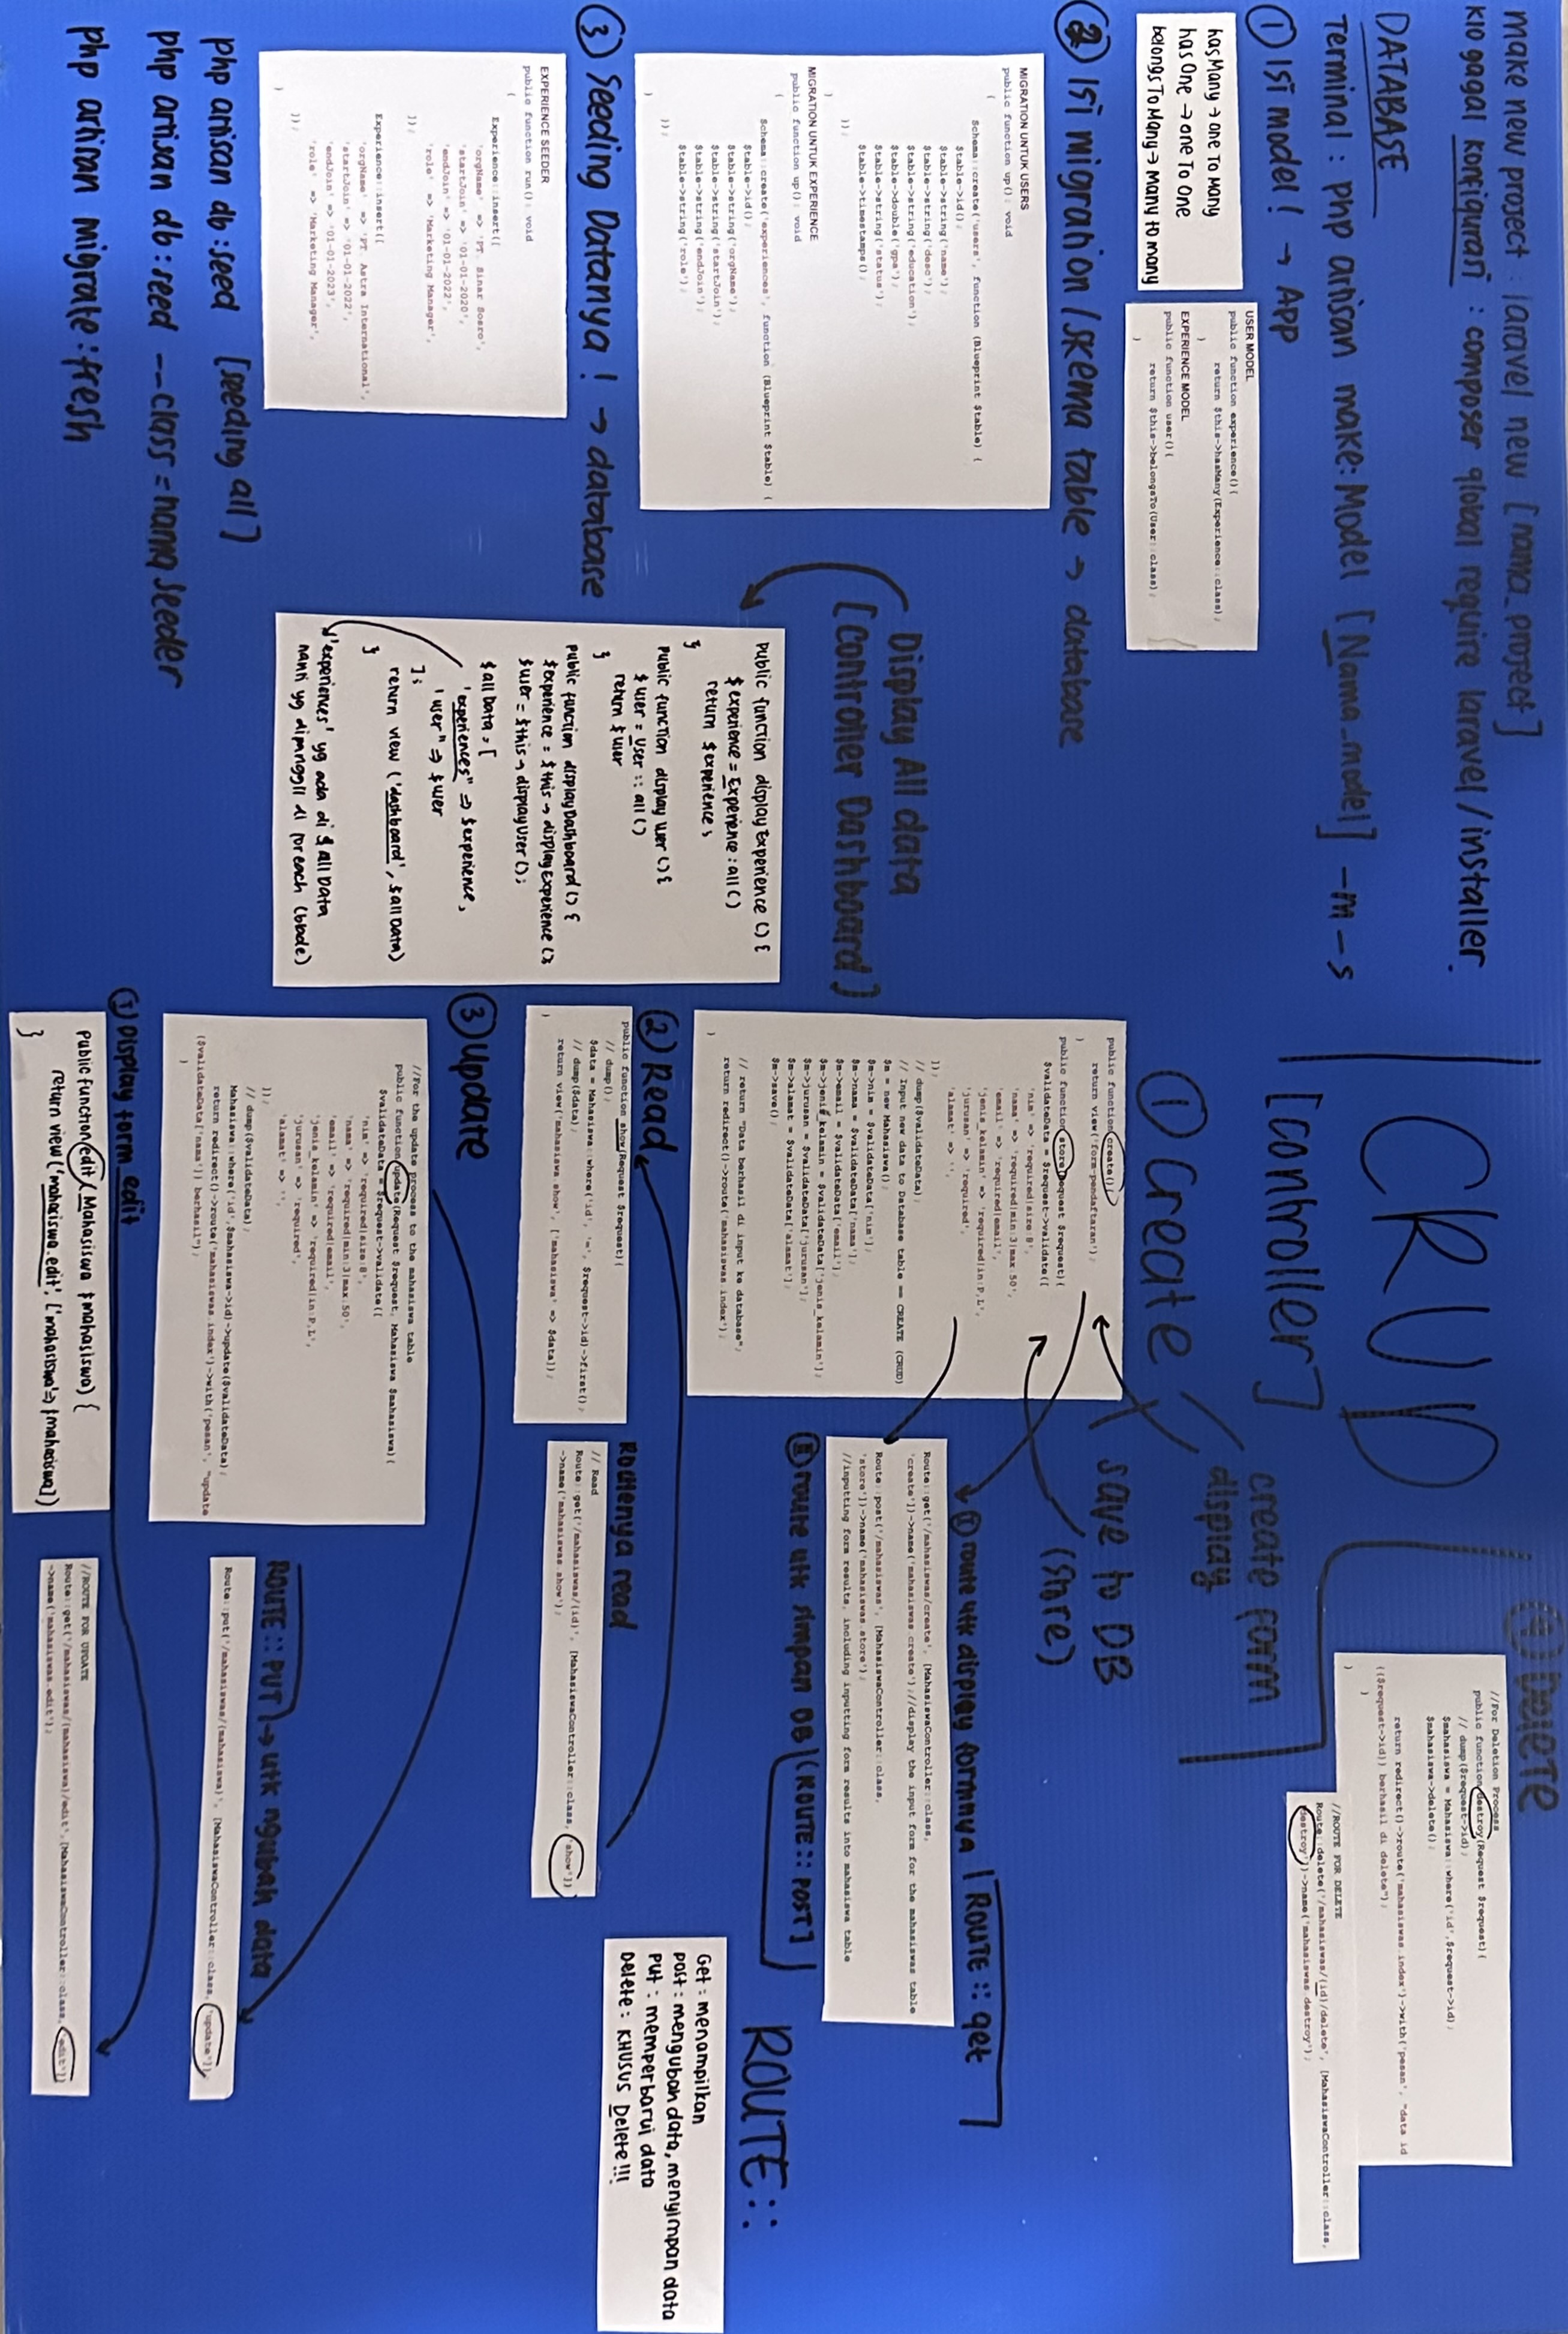 make new project : laravel new [nama_project]
klo gagal konfigurasi : composer global require laravel/installer.
DATABASE
Terminal : php artisan make:Model [Nama_model] -m -s
① Isi model! → App
hasMany → one To Many
has One → one To One
belongsTo Many → Many to many
USER MODEL
public function experience(){
return $this->hasMany(Experience::class);
}
EXPERIENCE MODEL
public function user(){
return $this->belongsTo(User::class);
}
② Isi migration / skema table → database
MIGRATION UNTUK USERS
public function up(): void
{
Schema::create('users', function (Blueprint $table) {
$table->id();
$table->string('name');
$table->string('desc');
$table->string('education');
$table->double('gpa');
$table->string('status');
$table->timestamps();
});
}
MIGRATION UNTUK EXPERIENCE
public function up(): void
{
Schema::create('experiences', function (Blueprint $table) {
$table->id();
$table->string('orgName');
$table->string('startJoin');
$table->string('endJoin');
$table->string('role');
});
}
③ Seeding Datanya! → database
EXPERIENCE SEEDER
public function run(): void
{
Experience::insert([
'orgName' => 'PT. Sinar Sosro',
'startJoin' => '01-01-2020',
'endJoin' => '01-01-2022',
'role' => 'Marketing Manager',
]);
Experience::insert([
'orgName' => 'PT Astra International',
'startJoin' => '01-01-2022',
'endJoin' => '01-01-2023',
'role' => 'Marketing Manager',
]);
}
php artisan db:seed [seeding all]
php artisan db:seed --class=namaSeeder
php artisan migrate:fresh
Display All data
[Controller Dashboard]
public function displayExperience () {
$experience = Experience : all ()
return $experience;
}
Public function display user () {
$user = User :: all ()
return $user
}
Public function displayDashboard () {
$experience = $this → displayExperience ();
$user = $this → displayUser ();
$allData = [
'experiences" => $experience,
'user" => $user
];
return view ('dashboard', $allData)
}
'experiences' yg ada di $allData
nanti yg dipanggil di foreach (blade)
CRUD
[controller]
① Create
create form
display
save to DB
(store)
public function create(){
return view('form-pendaftaran');
}
public function store(Request $request){
$validateData = $request->validate([
'nim' => 'required|size:8',
'nama' => 'required|min:3|max:50',
'email' => 'required|email',
'jenis_kelamin' => 'required|in:P,L',
'jurusan' => 'required',
'alamat' => '',
]);
// dump($validateData);
// Input new data to Database table == CREATE (CRUD)
$m = new Mahasiswa();
$m->nim = $validateData['nim'];
$m->nama = $validateData['nama'];
$m->email = $validateData['email'];
$m->jenis_kelamin = $validateData['jenis_kelamin'];
$m->jurusan = $validateData['jurusan'];
$m->alamat = $validateData['alamat'];
$m->save();
// return "Data berhasil di input ke database";
return redirect()->route('mahasiswas.index');
}
① route utk display formnya [ROUTE :: get
Route::get('/mahasiswas/create', [MahasiswaController::class,
'create'])->name('mahasiswas.create');//display the input form for the mahasiswas table
Route::post('/mahasiswas', [MahasiswaController::class,
'store'])->name('mahasiswas.store');
//inputting form results, including inputting form results into mahasiswa table
② route utk simpan DB [ROUTE :: POST]
② Read
public function show(Request $request){
// dump();
$data = Mahasiswa::where('id', '=', $request->id)->first();
// dump($data);
return view('mahasiswa.show', ['mahasiswa' => $data]);
}
Routenya read
// Read
Route::get('/mahasiswas/{id}', [MahasiswaController::class, 'show'])
->name('mahasiswas.show');
③ Update
//For the update process to the mahasiswa table
public function update(Request $request, Mahasiswa $mahasiswa){
$validateData = $request->validate([
'nim' => 'required|size:8',
'nama' => 'required|min:3|max:50',
'email' => 'required|email',
'jenis_kelamin' => 'required|in:P,L',
'jurusan' => 'required',
'alamat' => '',
]);
// dump($validateData);
Mahasiswa::where('id',$mahasiswa->id)->update($validateData);
return redirect()->route('mahasiswas.index')->with('pesan', "update
{$validateData['nama']} berhasil");
}
ROUTE :: PUT → utk ngubah data
Route::put('/mahasiswas/{mahasiswa}', [MahasiswaController::class, 'update'])
① Display form edit
Public function edit (Mahasiswa $mahasiswa) {
return view ('mahasiswa.edit', ['mahasiswa' => $mahasiswa])
}
//ROUTE FOR UPDATE
Route::get('/mahasiswas/{mahasiswa}/edit',[MahasiswaController::class, 'edit'])
->name('mahasiswas.edit');
④ Delete
//For Deletion Process
public function destroy(Request $request){
// dump($request->id);
$mahasiswa = Mahasiswa::where('id',$request->id);
$mahasiswa->delete();
return redirect()->route('mahasiswas.index')->with('pesan', "data id
{($request->id)} berhasil di delete");
}
//ROUTE FOR DELETE
Route::delete('/mahasiswas/{id}/delete', [MahasiswaController::class,
'destroy'])->name('mahasiswas.destroy');
ROUTE ::
Get : menampilkan
post : mengubah data, menyimpan data
put : memperbarui data
Delete : KHUSUS Delete!!!